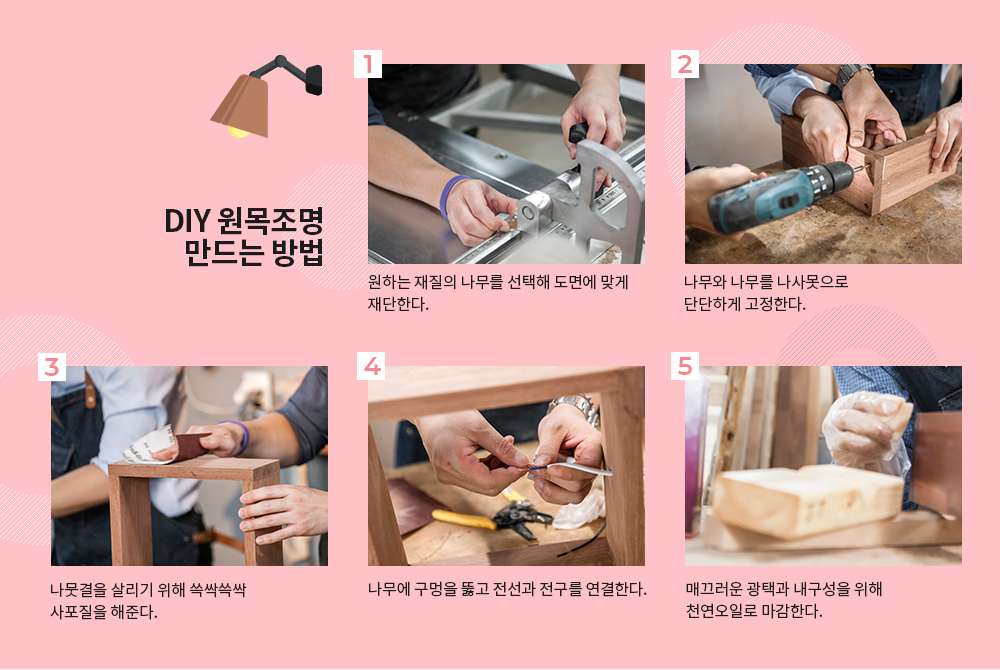 DIY 원목조명
만드는 방법
1
원하는 재질의 나무를 선택해 도면에 맞게
재단한다.
2
나무와 나무를 나사못으로
단단하게 고정한다.
3
나뭇결을 살리기 위해 쓱싹쓱싹
사포질을 해준다.
4
나무에 구멍을 뚫고 전선과 전구를 연결한다.
5
매끄러운 광택과 내구성을 위해
천연오일로 마감한다.